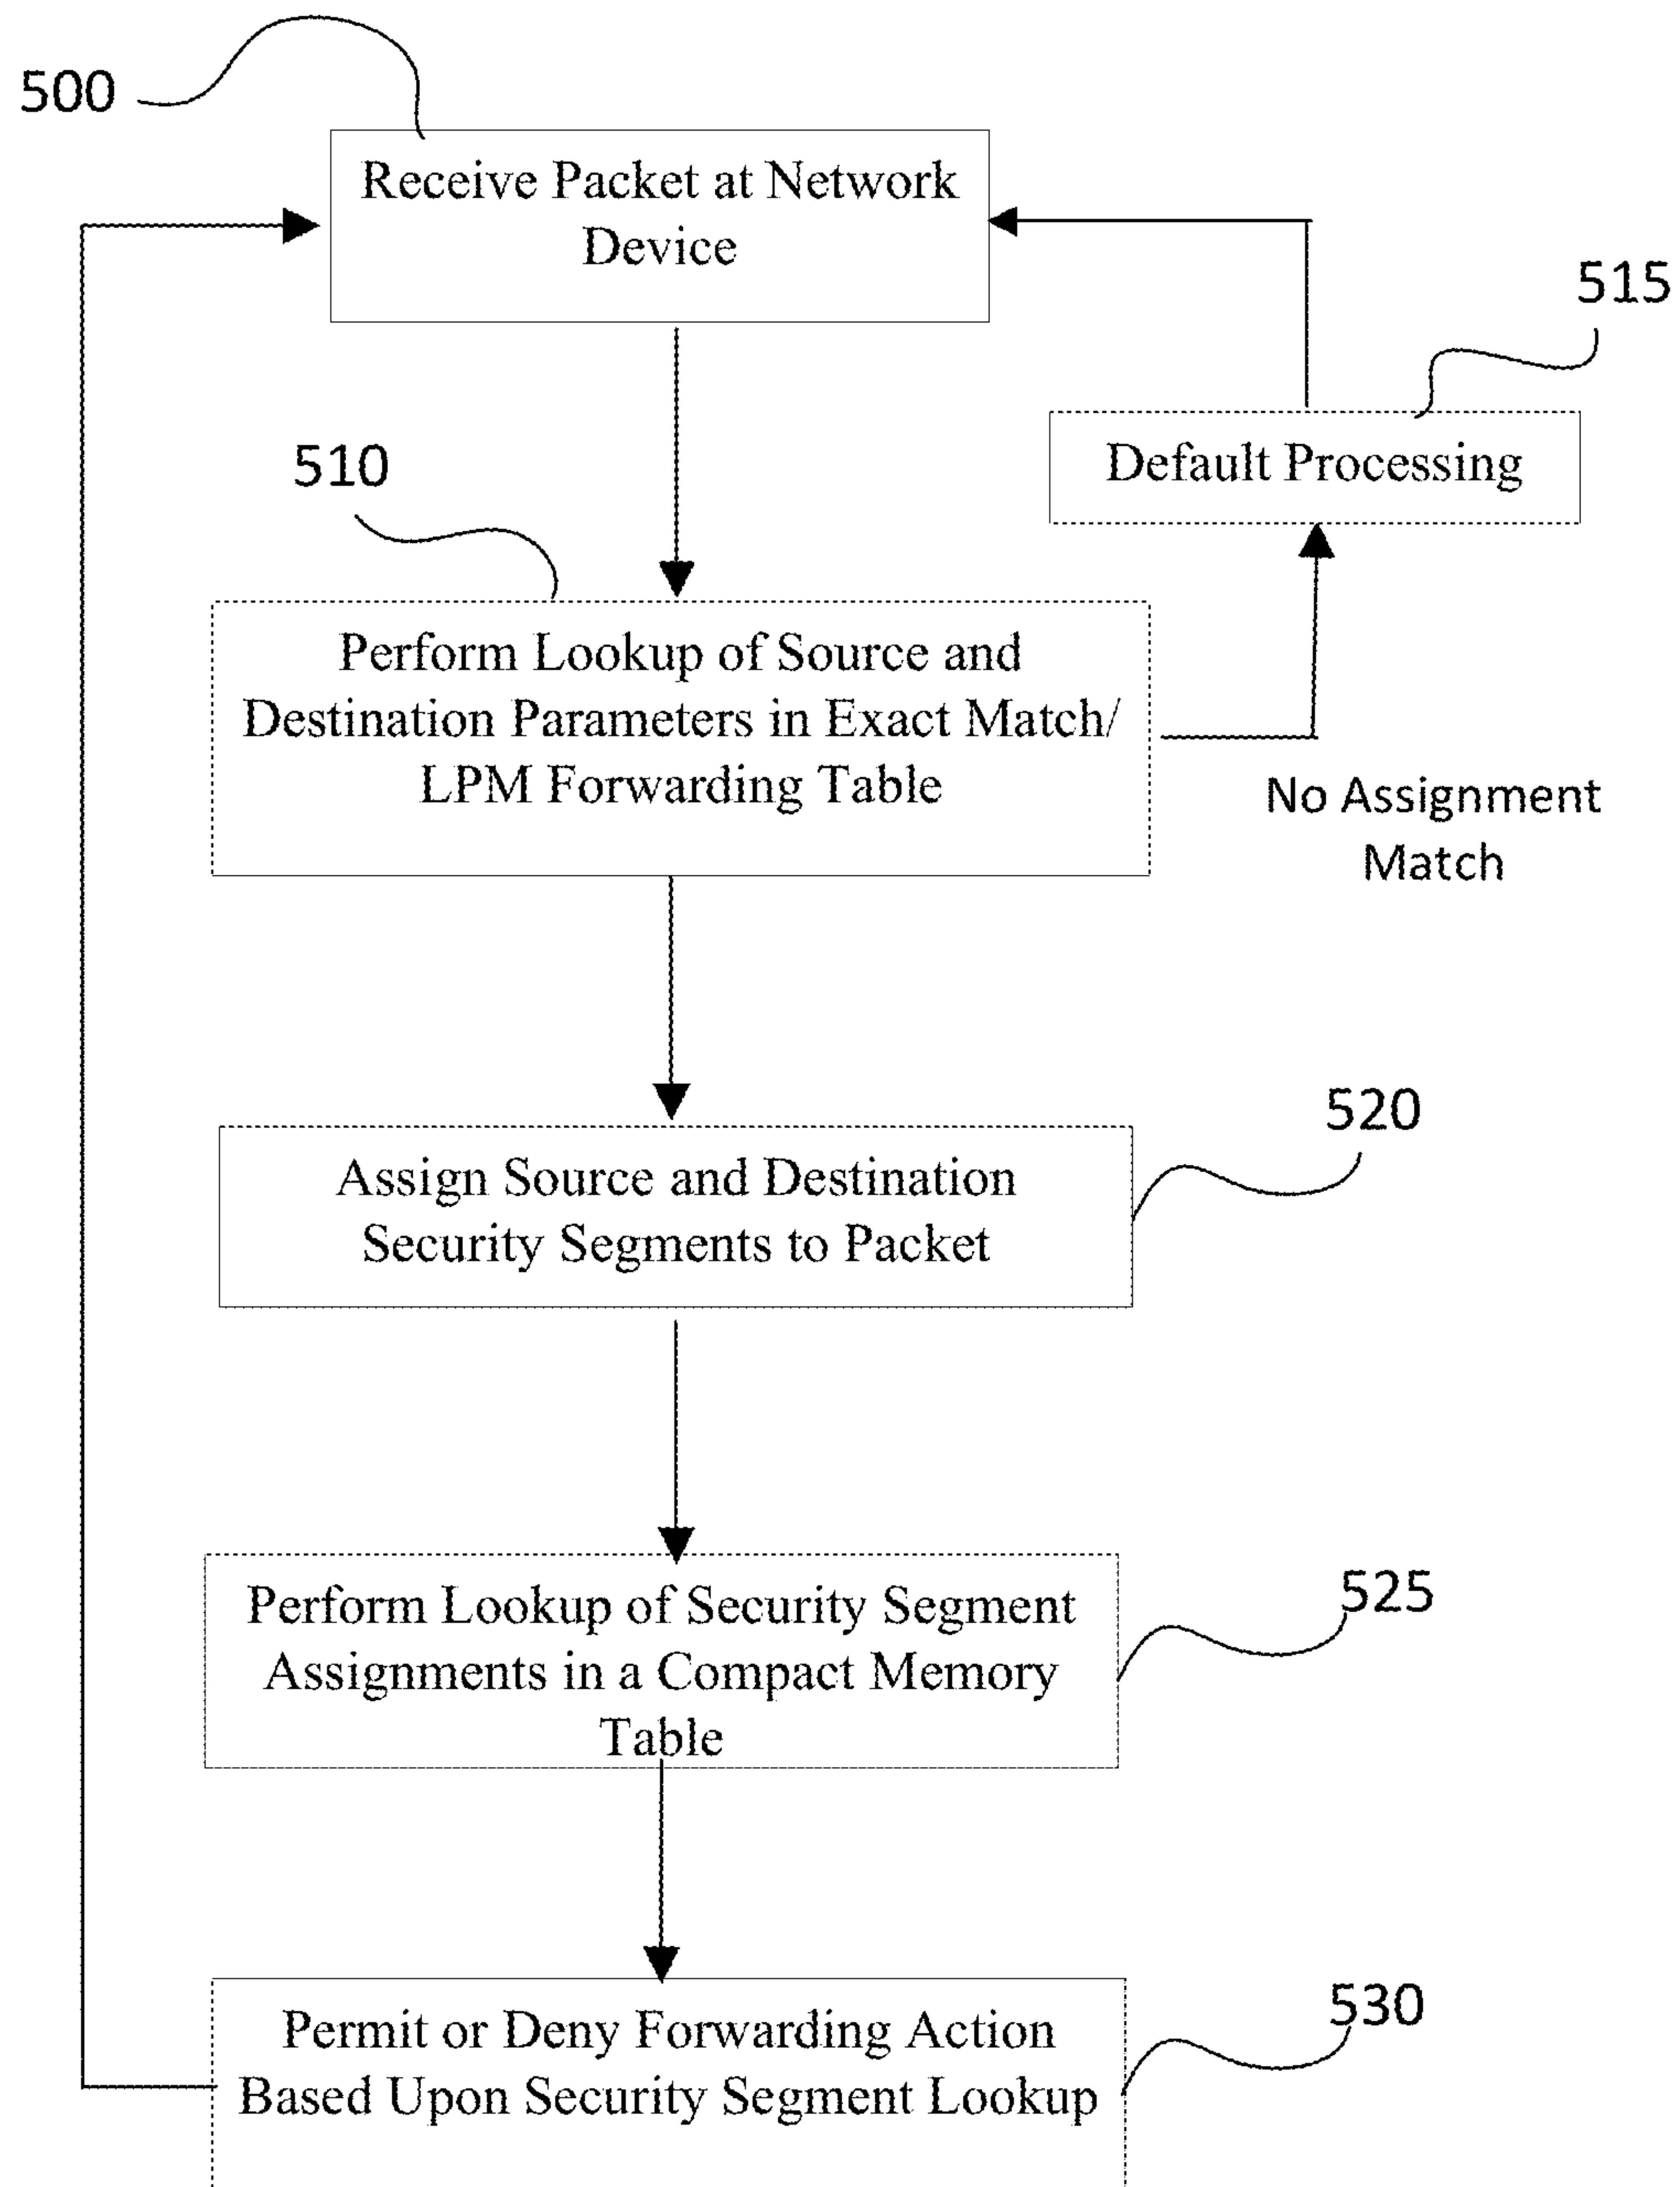 500
Receive Packet at Network
Device
515
Default Processing
510
Perform Lookup of Source and
Destination Parameters in Exact Match/
LPM Forwarding Table
No Assignment
Match
520
Assign Source and Destination
Security Segments to Packet
525
Perform Lookup of Security Segment
Assignments in a Compact Memory
Table
530
Permit or Deny Forwarding Action
Based Upon Security Segment Lookup